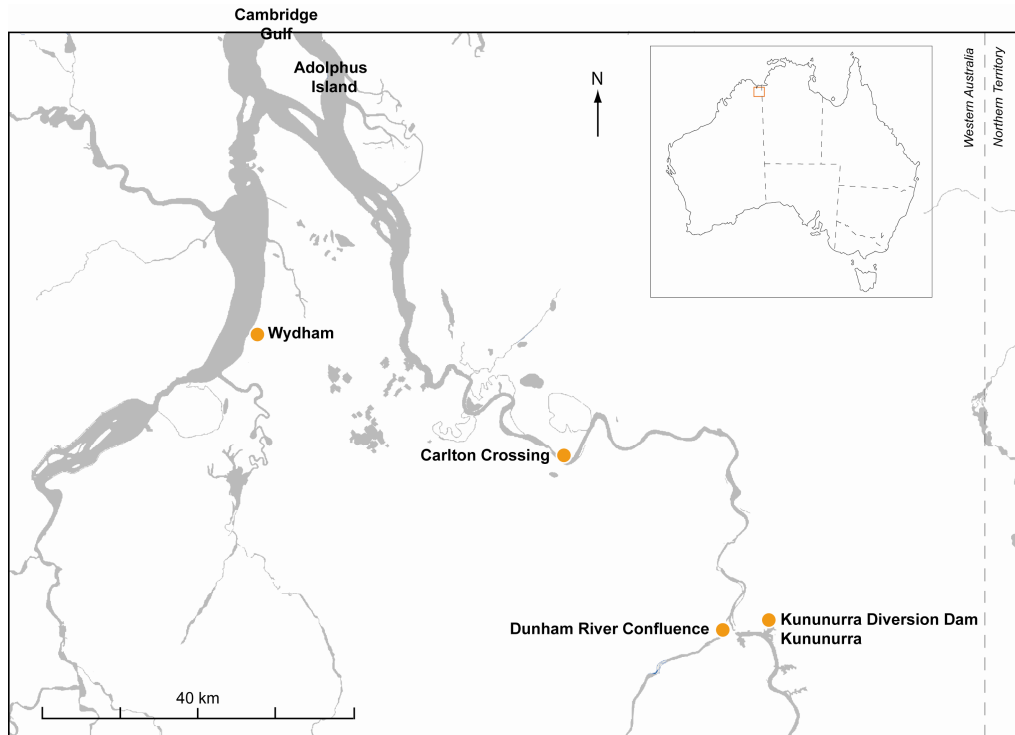 Cambridge
Gulf
Adolphus
Island
N
Western Australia
Northern Territory
Wydham
Carlton Crossing
Dunham River Confluence
Kununurra Diversion Dam
Kununurra
40 km